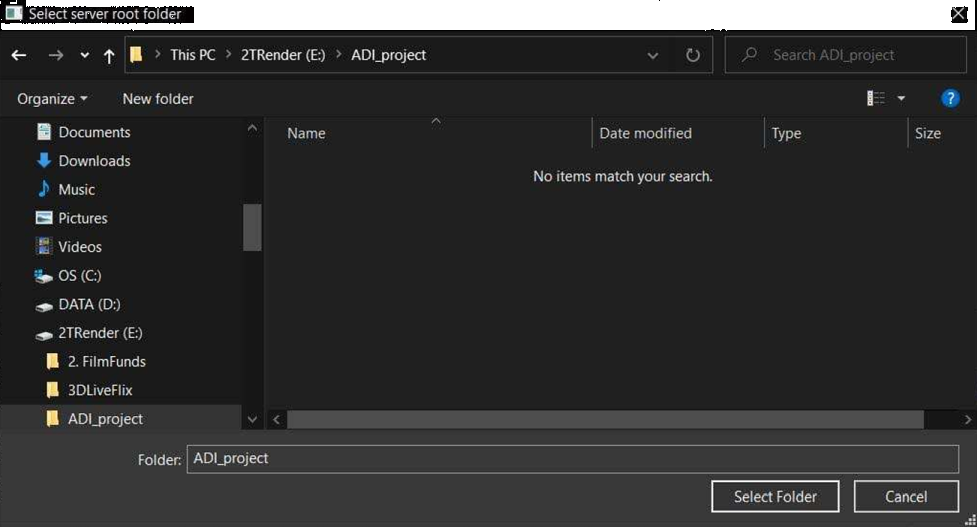 Select server root folder
This PC > 2TRender (E:) > ADI_project
Search ADI_project
Organize
New folder
?
Documents
Downloads
Music
Pictures
Videos
OS (C:)
DATA (D:)
2TRender (E:)
2. FilmFunds
3DLiveFlix
ADI_project
Name
Date modified
Type
Size
No items match your search.
Folder: ADI_project
Select Folder
Cancel